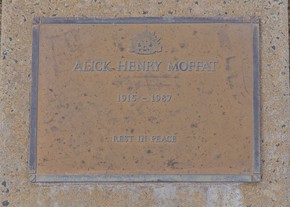 ALICK HENRY MOFFAT
1915 - 1987
REST IN PEACE